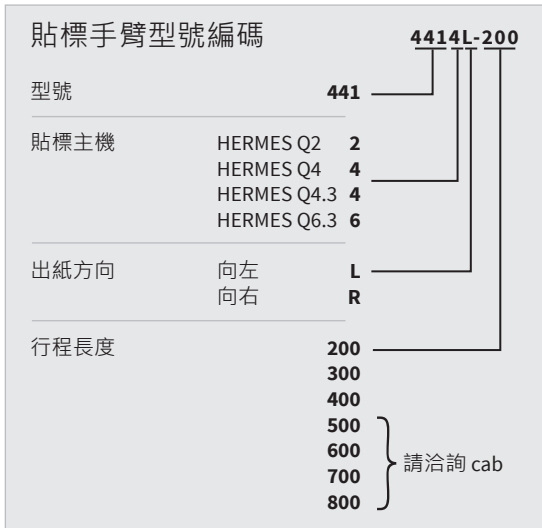 貼標手臂型號編碼 4414L-200
型號 441
貼標主機 HERMES Q2 2
HERMES Q4 4
HERMES Q4.3 4
HERMES Q6.3 6
出紙方向 向左 L
向右 R
行程長度 200
300
400
500
600
700
800
請洽詢 cab